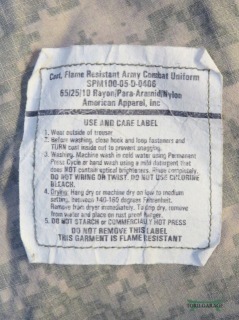 Coat, Flame Resistant Army Combat Uniform
SPM100-05-D-0406
65/25/10 Rayon/Para-Aramid/Nylon
American Apparel, Inc
USE AND CARE LABEL
1. Wear outside of trouser
2. Before washing, close hook and loop fasteners and
TURN coat inside out to prevent snagging.
3. Washing. Machine wash in cold water using Permanent
Press Cycle or hand wash using a mild detergent that
does NOT contain optical brighteners. Rinse completely.
DO NOT WRING OR TWIST. DO NOT USE CHLORINE
BLEACH.
4. Drying: Hang dry or machine dry on low to medium
setting, between 140-160 degrees Fahrenheit.
Remove from dryer immediately. To drip dry, remove
from water and place on rust proof hanger.
5. DO NOT STARCH or COMMERCIALLY HOT PRESS
DO NOT REMOVE THIS LABEL
THIS GARMENT IS FLAME RESISTANT